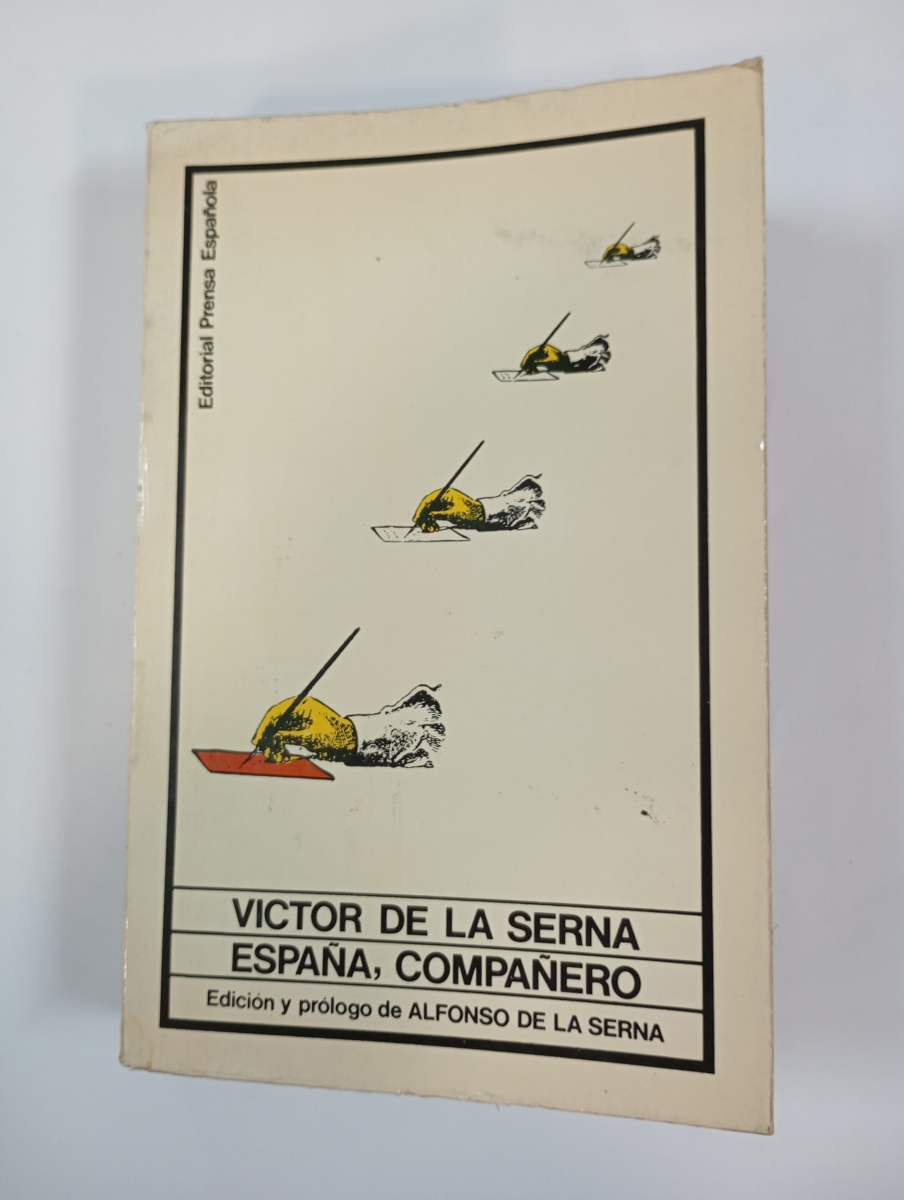 Editorial Prensa Española
VICTOR DE LA SERNA
ESPAÑA, COMPAÑERO
Edición y prólogo de ALFONSO DE LA SERNA